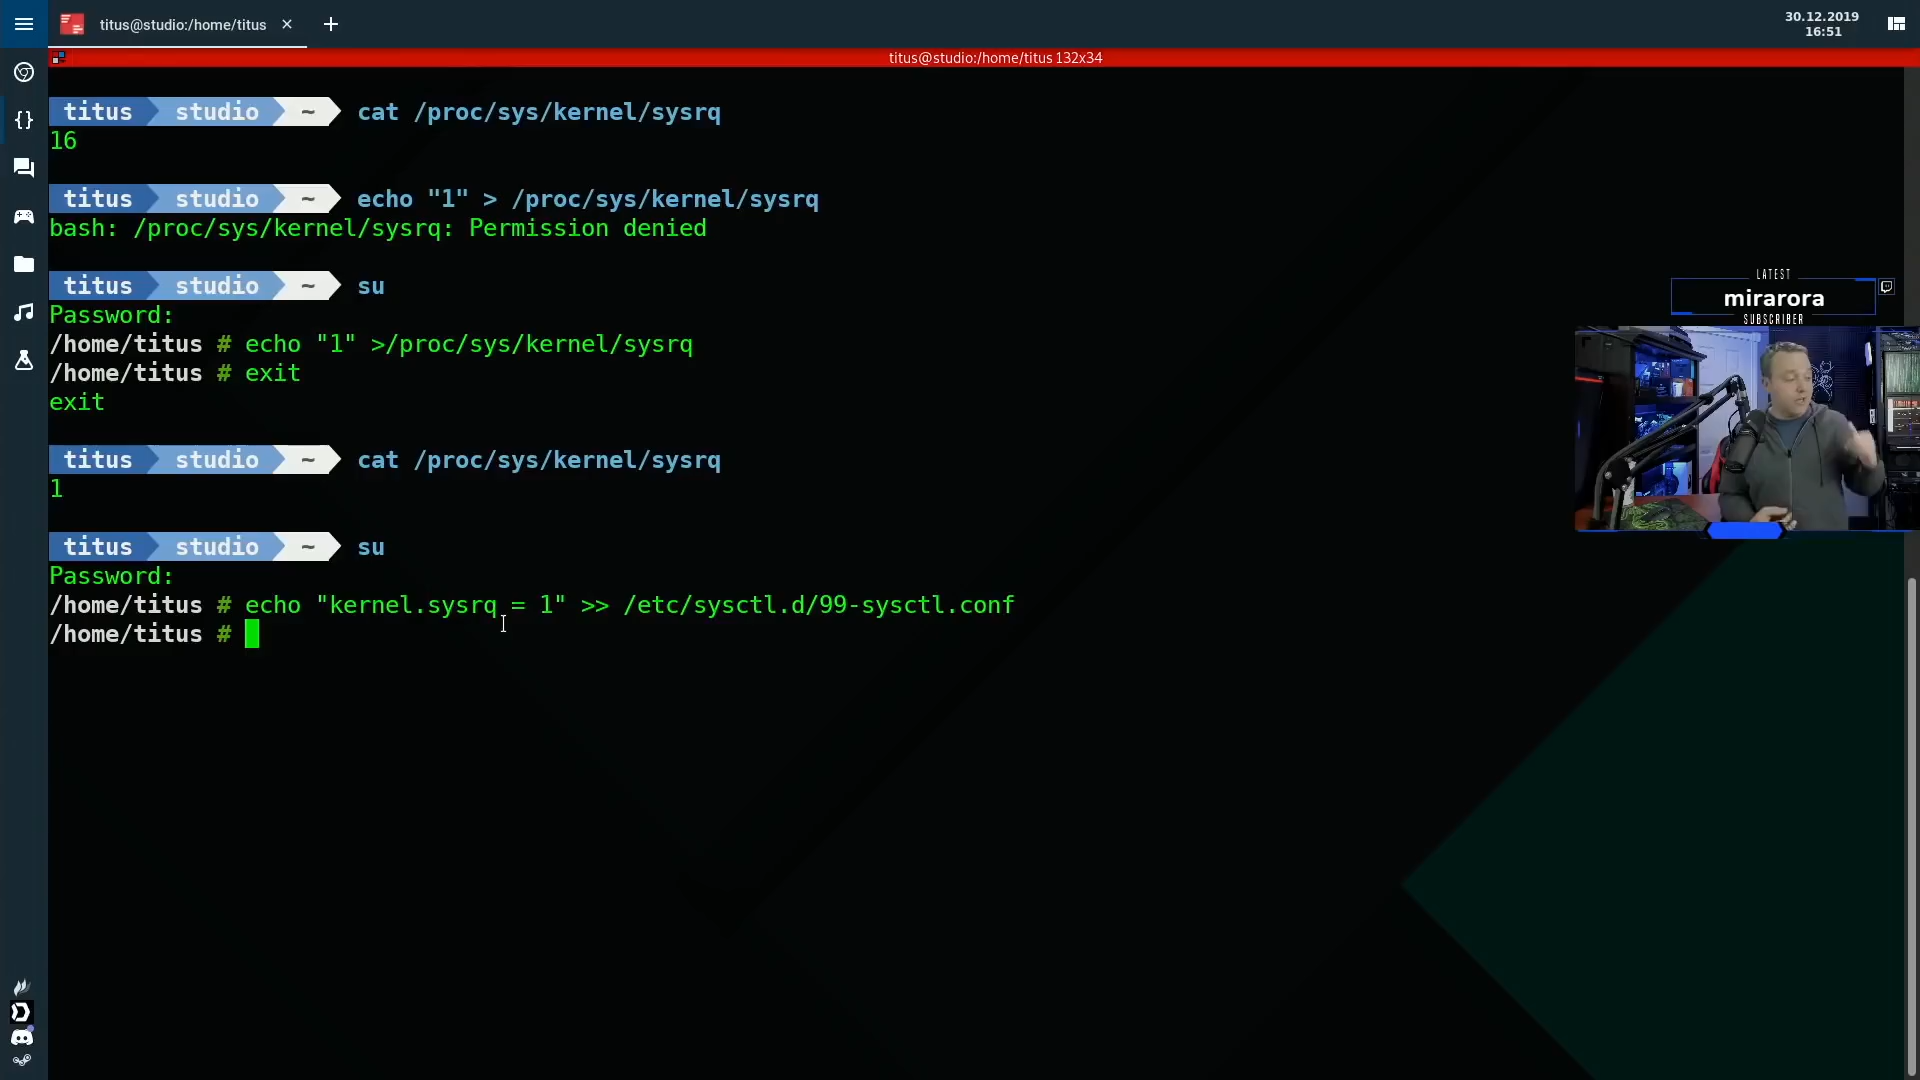 titus@studio:/home/titus
30.12.2019
16:51
titus@studio:/home/titus 132x34
titus studio ~ cat /proc/sys/kernel/sysrq
16
titus studio ~ echo "1" > /proc/sys/kernel/sysrq
bash: /proc/sys/kernel/sysrq: Permission denied
titus studio ~ su
Password:
/home/titus # echo "1" >/proc/sys/kernel/sysrq
/home/titus # exit
exit
titus studio ~ cat /proc/sys/kernel/sysrq
1
titus studio ~ su
Password:
/home/titus # echo "kernel.sysrq = 1" >> /etc/sysctl.d/99-sysctl.conf
/home/titus #
LATEST
mirarora
SUBSCRIBER